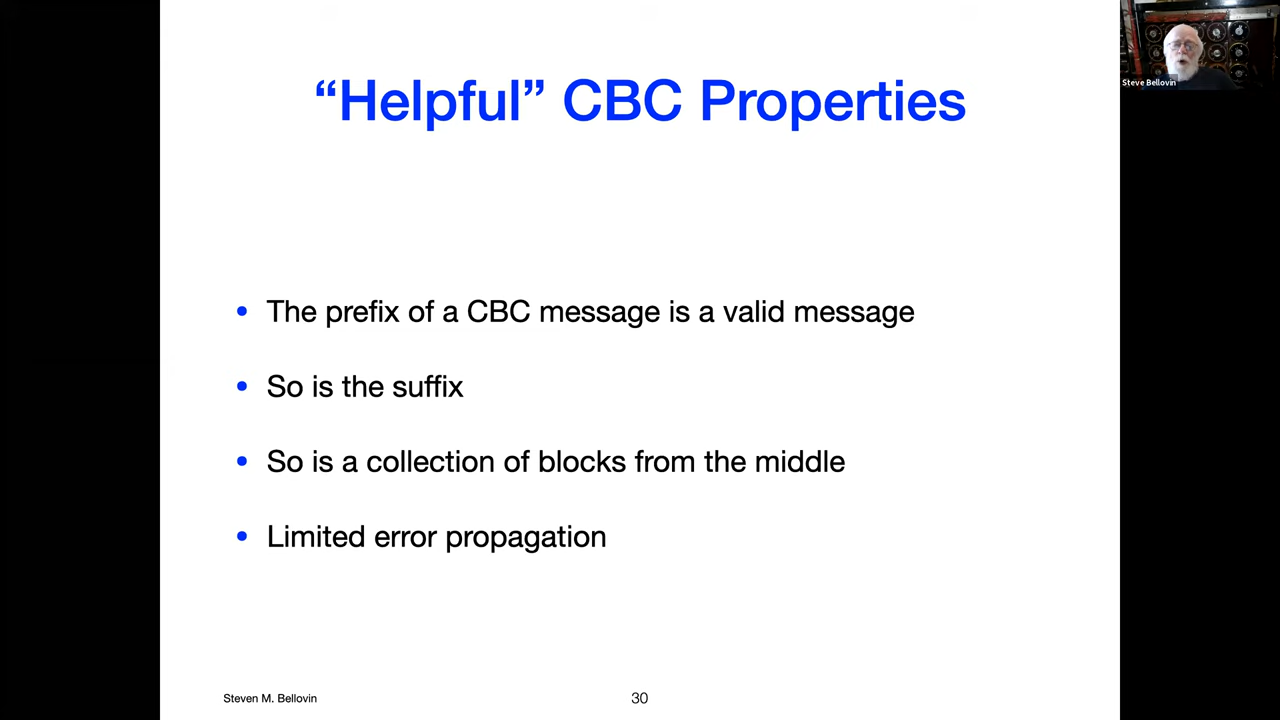 “Helpful” CBC Properties
Steve Bellovin
• The prefix of a CBC message is a valid message
• So is the suffix
• So is a collection of blocks from the middle
• Limited error propagation
Steven M. Bellovin
30